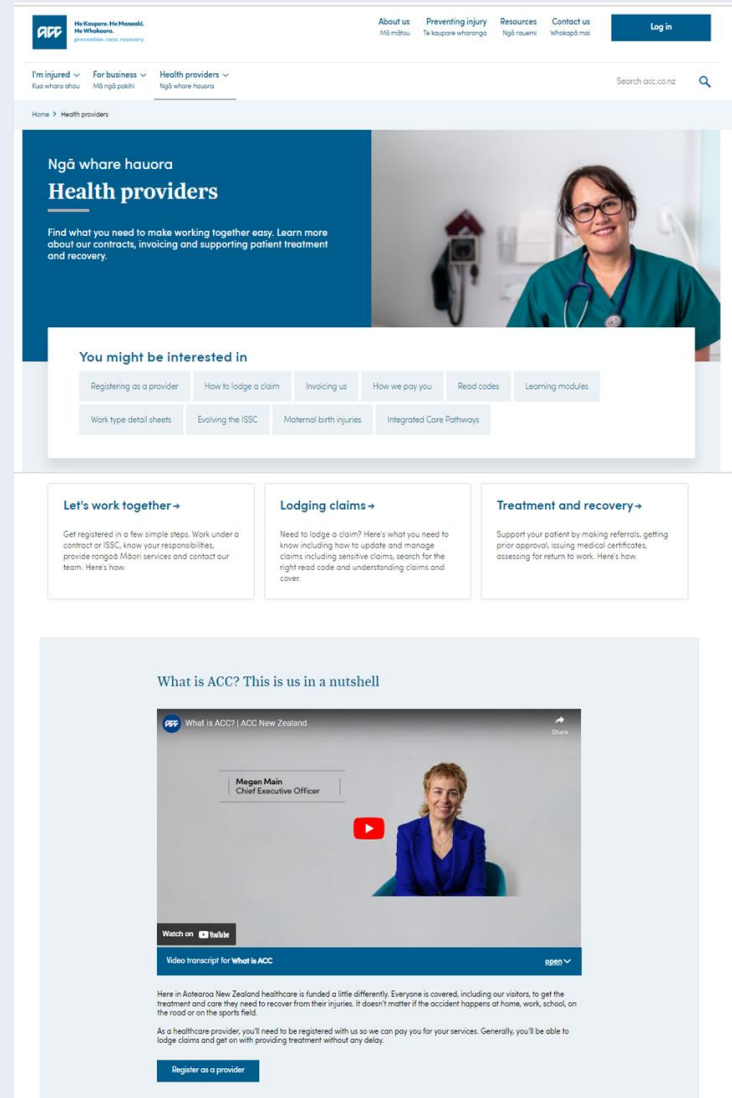 acc
He Kaupare. He Manaaki.
He Whakaora.
prevention. care. recovery.
About us
Mō mātou
Preventing injury
Te kaupare wharanga
Resources
Ngā rauemi
Contact us
Whakapā mai
Log in
I'm injured
Kua whara ahau
For business
Mā ngā pakihi
Health providers
Ngā whare hauora
Search acc.co.nz
Home > Health providers
Ngā whare hauora
Health providers
Find what you need to make working together easy. Learn more
about our contracts, invoicing and supporting patient treatment
and recovery.
You might be interested in
Registering as a provider
How to lodge a claim
Invoicing us
How we pay you
Read codes
Learning modules
Work type detail sheets
Evolving the ISSC
Maternal birth injuries
Integrated Care Pathways
Let's work together→
Get registered in a few simple steps. Work under a
contract or ISSC, know your responsibilities,
provide rongoā Māori services and contact our
team. Here's how.
Lodging claims→
Need to lodge a claim? Here's what you need to
know including how to update and manage
claims including sensitive claims, search for the
right read code and understanding claims and
cover.
Treatment and recovery→
Support your patient by making referrals, getting
prior approval, issuing medical certificates,
assessing for return to work. Here's how.
What is ACC? This is us in a nutshell
acc
What is ACC? | ACC New Zealand
Share
Megan Main
Chief Executive Officer
Watch on YouTube
Video transcript for What is ACC
open
Here in Aotearoa New Zealand healthcare is funded a little differently. Everyone is covered, including our visitors, to get the
treatment and care they need to recover from their injuries. It doesn't matter if the accident happens at home, work, school, on
the road or on the sports field.
As a healthcare provider, you'll need to be registered with us so we can pay you for your services. Generally, you'll be able to
lodge claims and get on with providing treatment without any delay.
Register as a provider